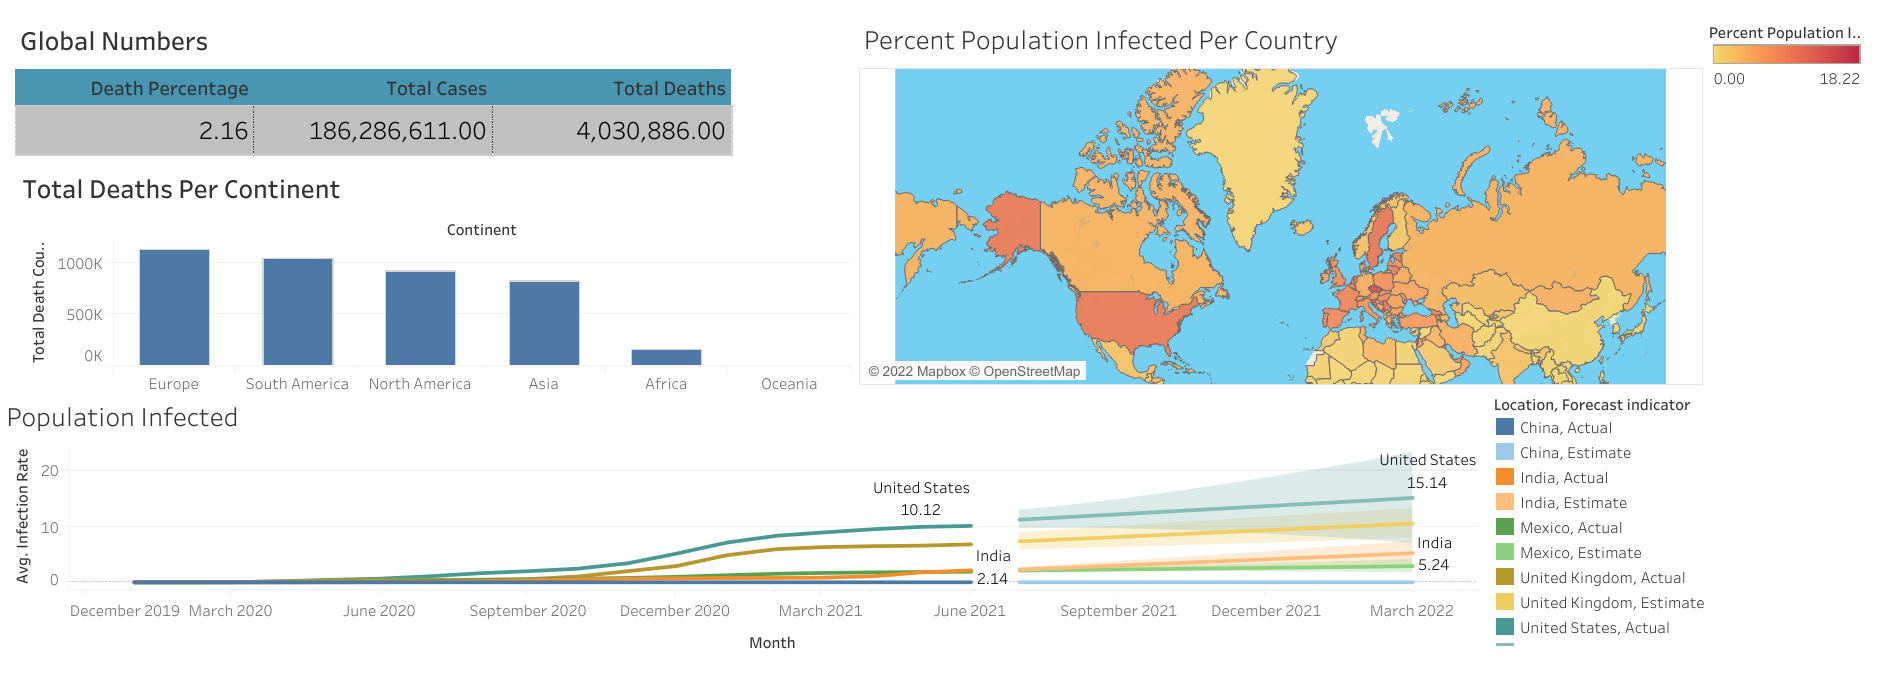 Global Numbers
Death Percentage Total Cases Total Deaths
2.16 186,286,611.00 4,030,886.00
Total Deaths Per Continent
Continent
Total Death Cou..
1000K
500K
0K
Europe South America North America Asia Africa Oceania
Percent Population Infected Per Country
© 2022 Mapbox © OpenStreetMap
Percent Population I..
0.00 18.22
Population Infected
Avg. Infection Rate
20
10
0
United States
10.12
India
2.14
United States
15.14
India
5.24
December 2019 March 2020 June 2020 September 2020 December 2020 March 2021 June 2021 September 2021 December 2021 March 2022
Month
Location, Forecast indicator
China, Actual
China, Estimate
India, Actual
India, Estimate
Mexico, Actual
Mexico, Estimate
United Kingdom, Actual
United Kingdom, Estimate
United States, Actual